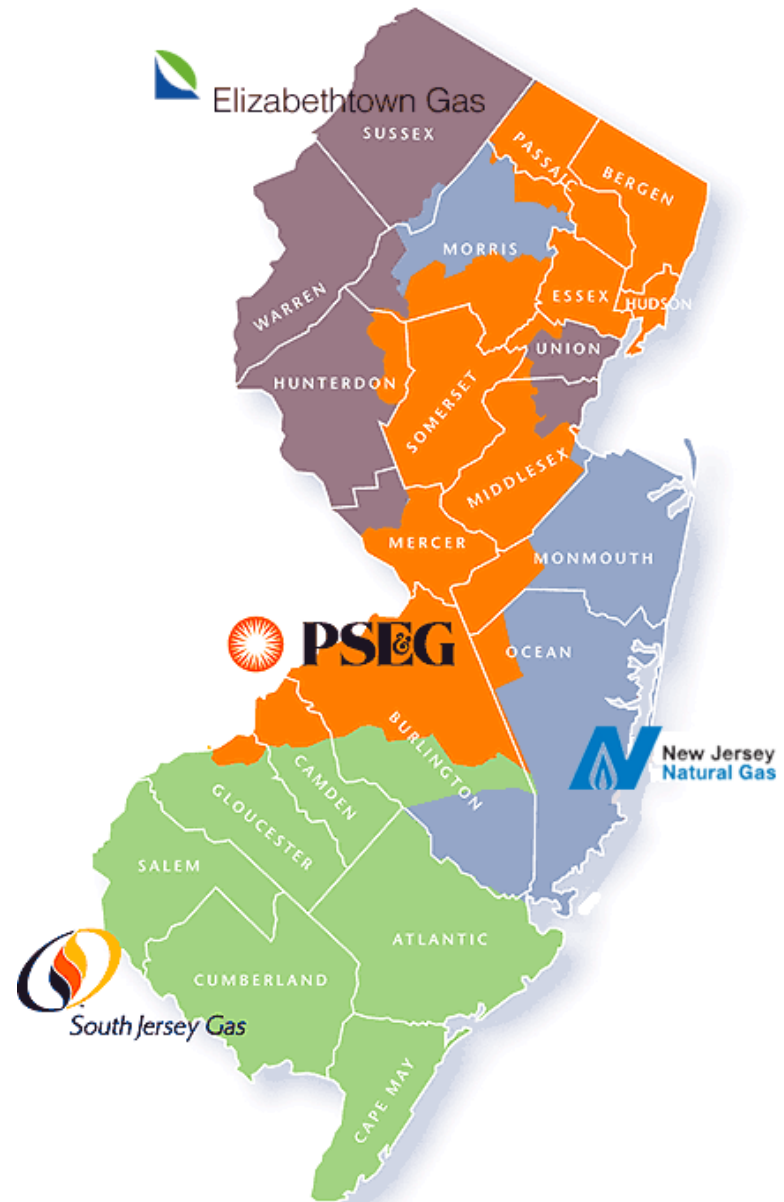 Elizabethtown Gas
SUSSEX
PASSAIC
BERGEN
MORRIS
WARREN
ESSEX
HUDSON
UNION
HUNTERDON
SOMERSET
MIDDLESEX
MERCER
MONMOUTH
PSE&G
OCEAN
BURLINGTON
New Jersey
Natural Gas
CAMDEN
GLOUCESTER
SALEM
ATLANTIC
CUMBERLAND
South Jersey Gas
CAPE MAY